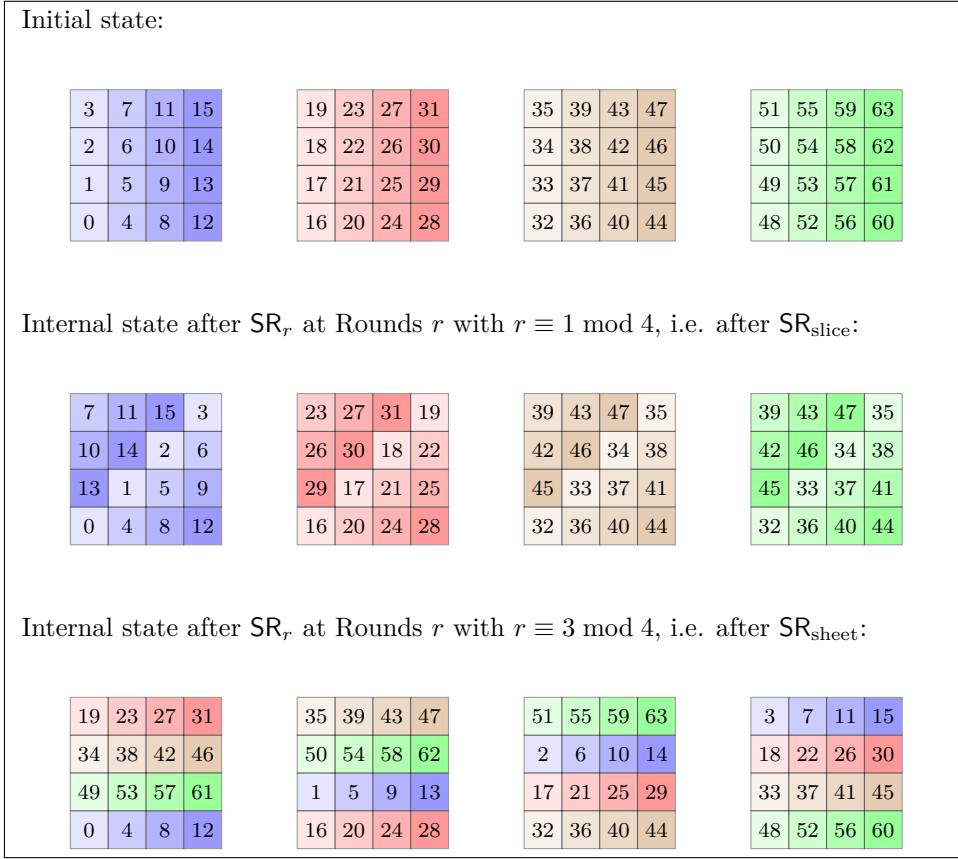 Initial state:
3 7 11 15 19 23 27 31 35 39 43 47 51 55 59 63
2 6 10 14 18 22 26 30 34 38 42 46 50 54 58 62
1 5 9 13 17 21 25 29 33 37 41 45 49 53 57 61
0 4 8 12 16 20 24 28 32 36 40 44 48 52 56 60
Internal state after SR_r at Rounds r with r ≡ 1 mod 4, i.e. after SR_slice:
7 11 15 3 23 27 31 19 39 43 47 35 39 43 47 35
10 14 2 6 26 30 18 22 42 46 34 38 42 46 34 38
13 1 5 9 29 17 21 25 45 33 37 41 45 33 37 41
0 4 8 12 16 20 24 28 32 36 40 44 32 36 40 44
Internal state after SR_r at Rounds r with r ≡ 3 mod 4, i.e. after SR_sheet:
19 23 27 31 35 39 43 47 51 55 59 63 3 7 11 15
34 38 42 46 50 54 58 62 2 6 10 14 18 22 26 30
49 53 57 61 1 5 9 13 17 21 25 29 33 37 41 45
0 4 8 12 16 20 24 28 32 36 40 44 48 52 56 60